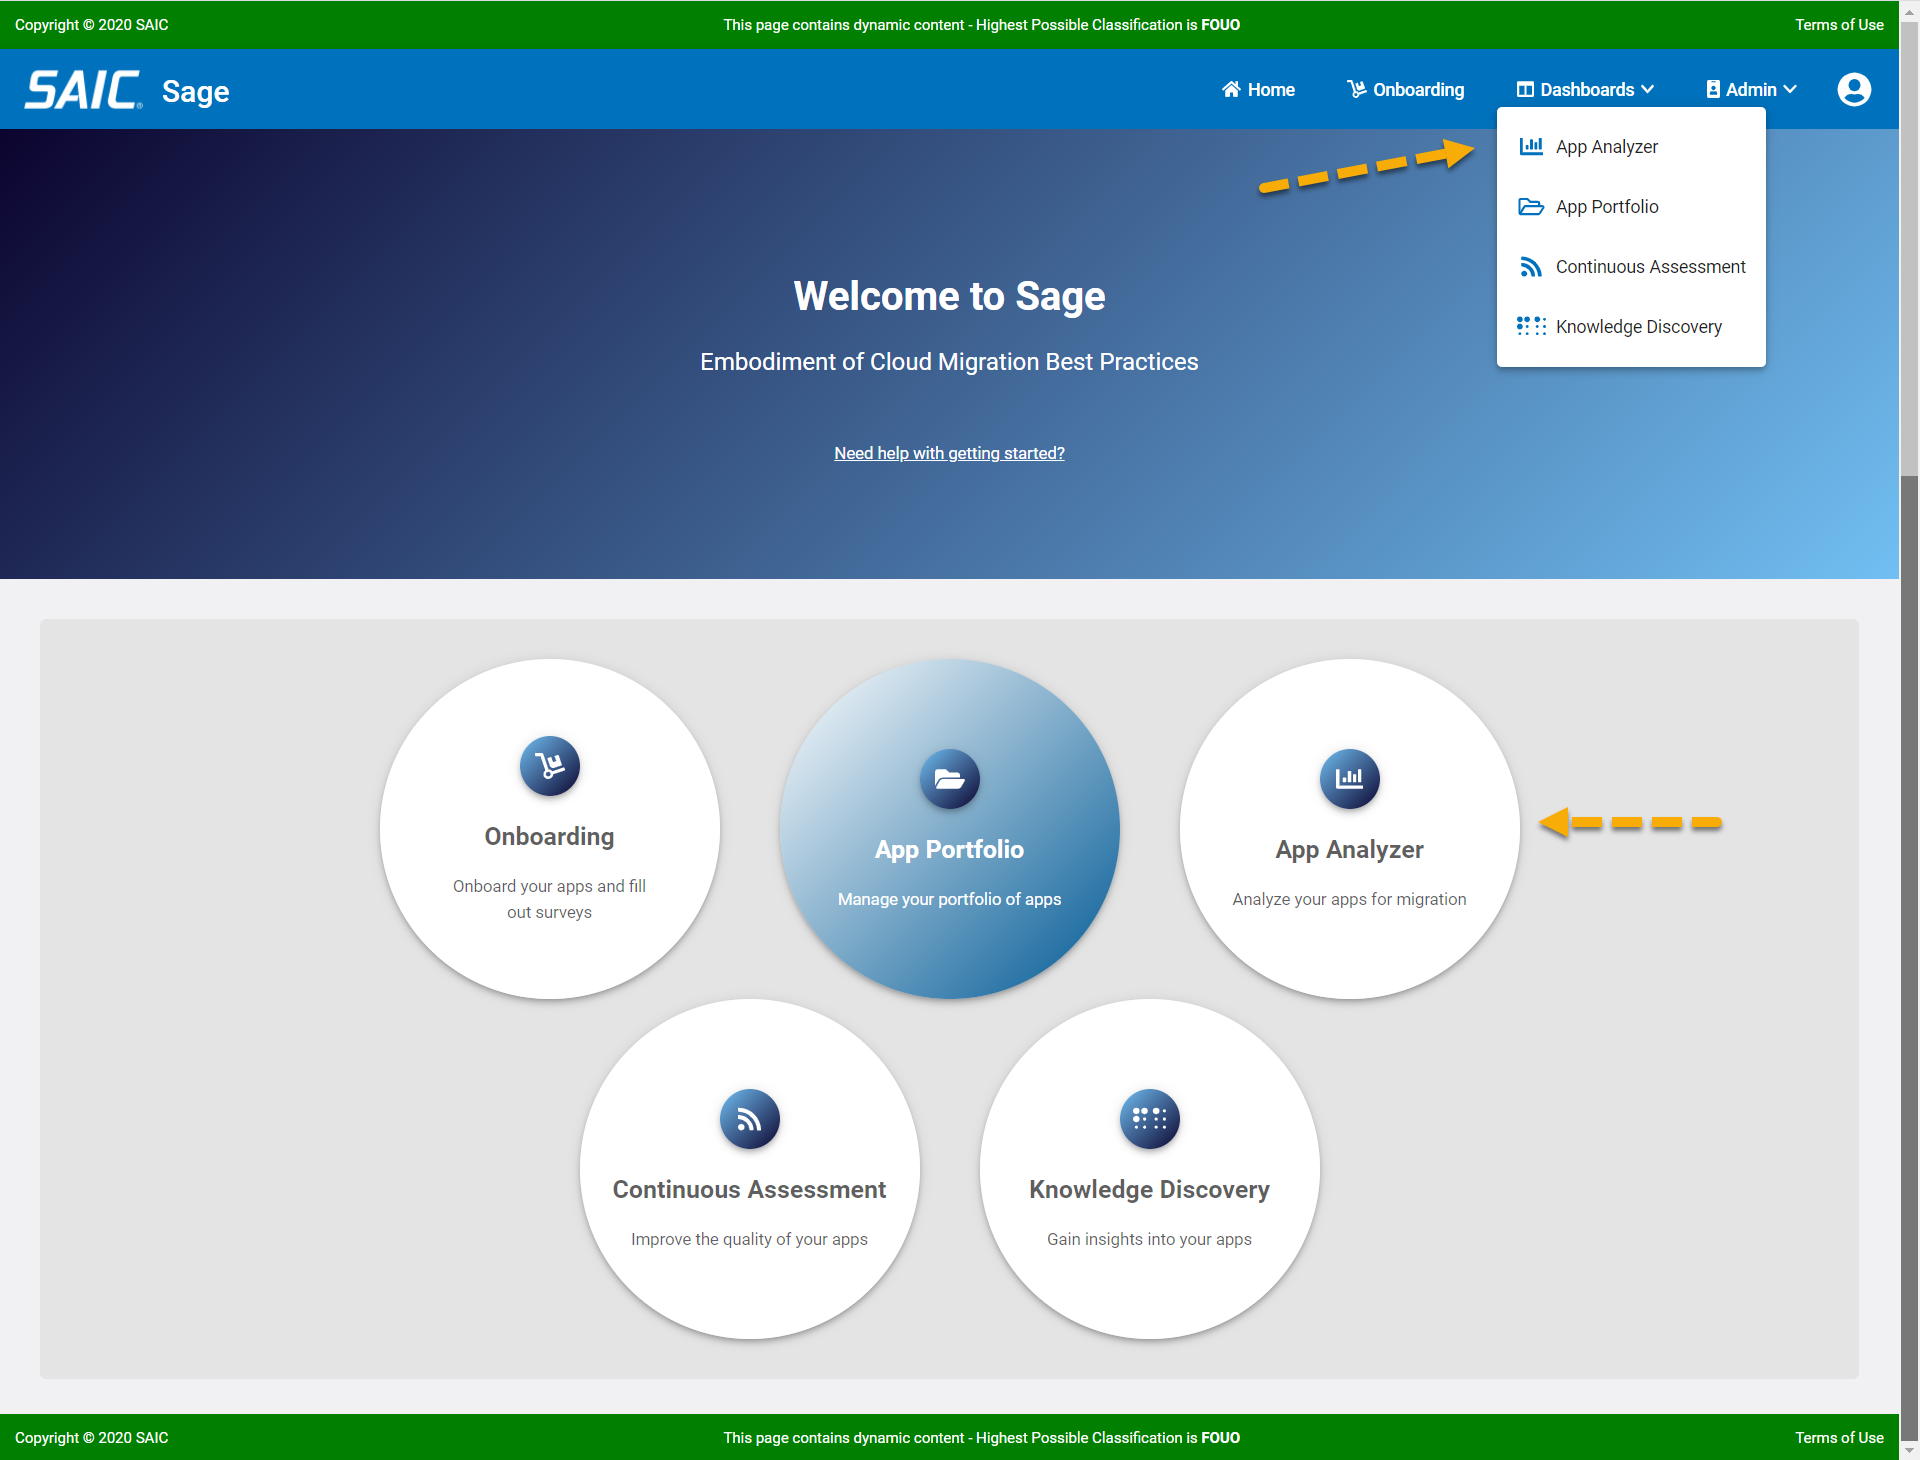 Copyright © 2020 SAIC
This page contains dynamic content - Highest Possible Classification is FOUO
Terms of Use
SAIC®
Sage
Home
Onboarding
Dashboards
Admin
App Analyzer
App Portfolio
Continuous Assessment
Knowledge Discovery
Welcome to Sage
Embodiment of Cloud Migration Best Practices
Need help with getting started?
Onboarding
Onboard your apps and fill
out surveys
App Portfolio
Manage your portfolio of apps
App Analyzer
Analyze your apps for migration
Continuous Assessment
Improve the quality of your apps
Knowledge Discovery
Gain insights into your apps
Copyright © 2020 SAIC
This page contains dynamic content - Highest Possible Classification is FOUO
Terms of Use